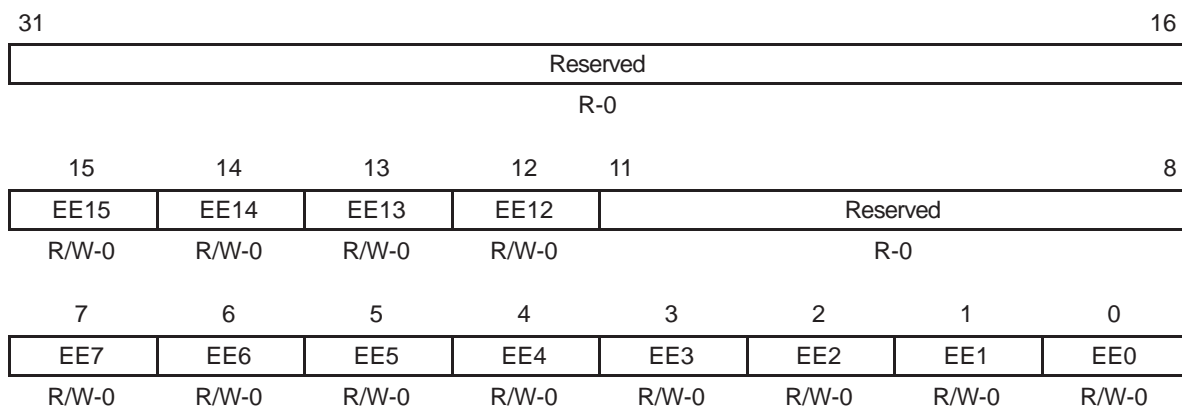 31 16
Reserved
R-0
15 14 13 12 11 8
EE15 EE14 EE13 EE12 Reserved
R/W-0 R/W-0 R/W-0 R/W-0 R-0
7 6 5 4 3 2 1 0
EE7 EE6 EE5 EE4 EE3 EE2 EE1 EE0
R/W-0 R/W-0 R/W-0 R/W-0 R/W-0 R/W-0 R/W-0 R/W-0